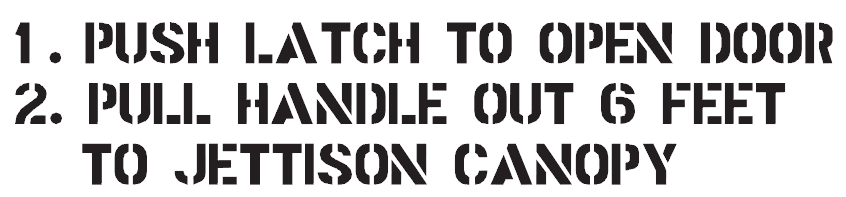 1. PUSH LATCH TO OPEN DOOR
2. PULL HANDLE OUT 6 FEET
TO JETTISON CANOPY